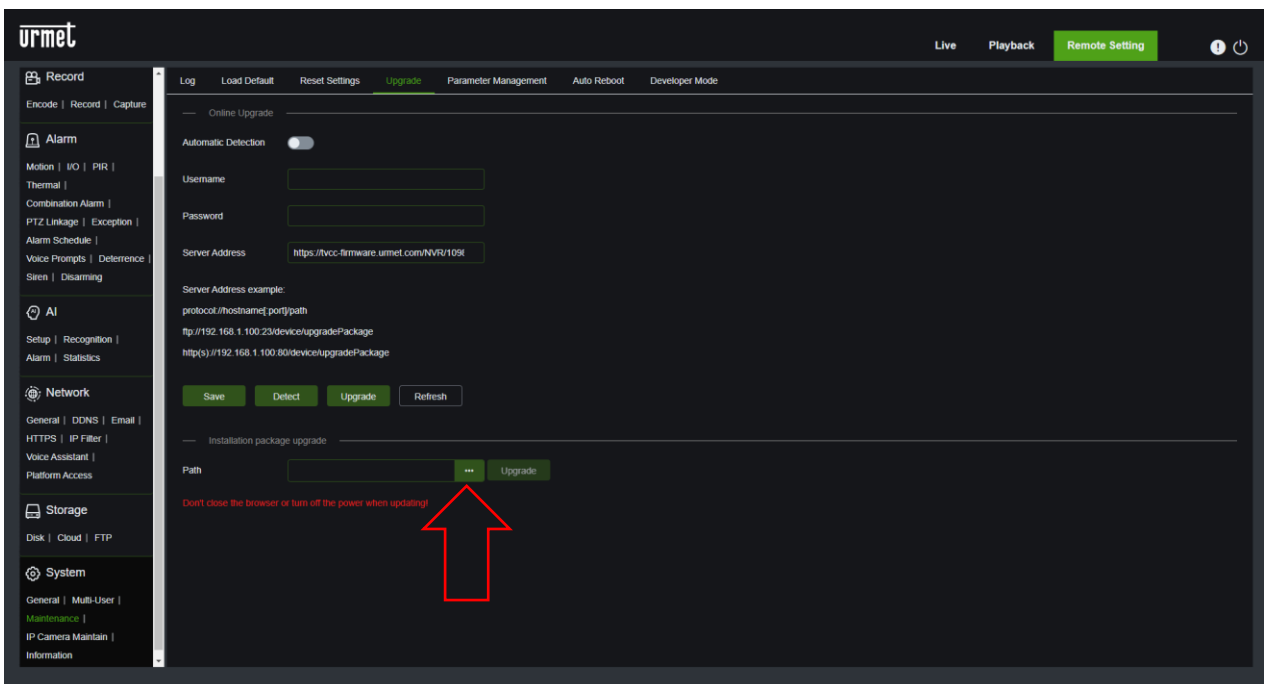 urmet
Live Playback Remote Setting
Record
Encode | Record | Capture
Alarm
Motion | I/O | PIR |
Thermal |
Combination Alarm |
PTZ Linkage | Exception |
Alarm Schedule |
Voice Prompts | Deterrence |
Siren | Disarming
AI
Setup | Recognition |
Alarm | Statistics
Network
General | DDNS | Email |
HTTPS | IP Filter |
Voice Assistant |
Platform Access
Storage
Disk | Cloud | FTP
System
General | Multi-User |
Maintenance |
IP Camera Maintain |
Information
Log Load Default Reset Settings Upgrade Parameter Management Auto Reboot Developer Mode
Online Upgrade
Automatic Detection
Username
Password
Server Address https://tvcc-firmware.urmet.com/NVR/109
Server Address example:
protocol://hostname[:port]/path
ftp://192.168.1.100:23/device/upgradePackage
http(s)://192.168.1.100:80/device/upgradePackage
Save Detect Upgrade Refresh
Installation package upgrade
Path ... Upgrade
Don't close the browser or turn off the power when updating!